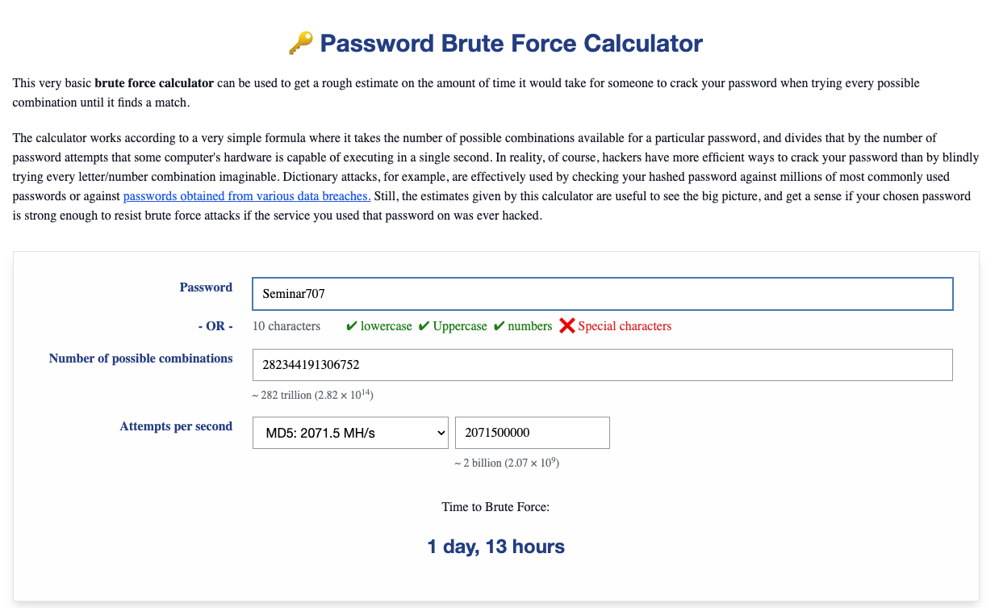 🔑 Password Brute Force Calculator
This very basic brute force calculator can be used to get a rough estimate on the amount of time it would take for someone to crack your password when trying every possible
combination until it finds a match.
The calculator works according to a very simple formula where it takes the number of possible combinations available for a particular password, and divides that by the number of
password attempts that some computer's hardware is capable of executing in a single second. In reality, of course, hackers have more efficient ways to crack your password than by blindly
trying every letter/number combination imaginable. Dictionary attacks, for example, are effectively used by checking your hashed password against millions of most commonly used
passwords or against passwords obtained from various data breaches. Still, the estimates given by this calculator are useful to see the big picture, and get a sense if your chosen password
is strong enough to resist brute force attacks if the service you used that password on was ever hacked.
Password
Seminar707
- OR -
10 characters ✔ lowercase ✔ Uppercase ✔ numbers ❌ Special characters
Number of possible combinations
282344191306752
~ 282 trillion (2.82 × 10¹⁴)
Attempts per second
MD5: 2071.5 MH/s
2071500000
~ 2 billion (2.07 × 10⁹)
Time to Brute Force:
1 day, 13 hours